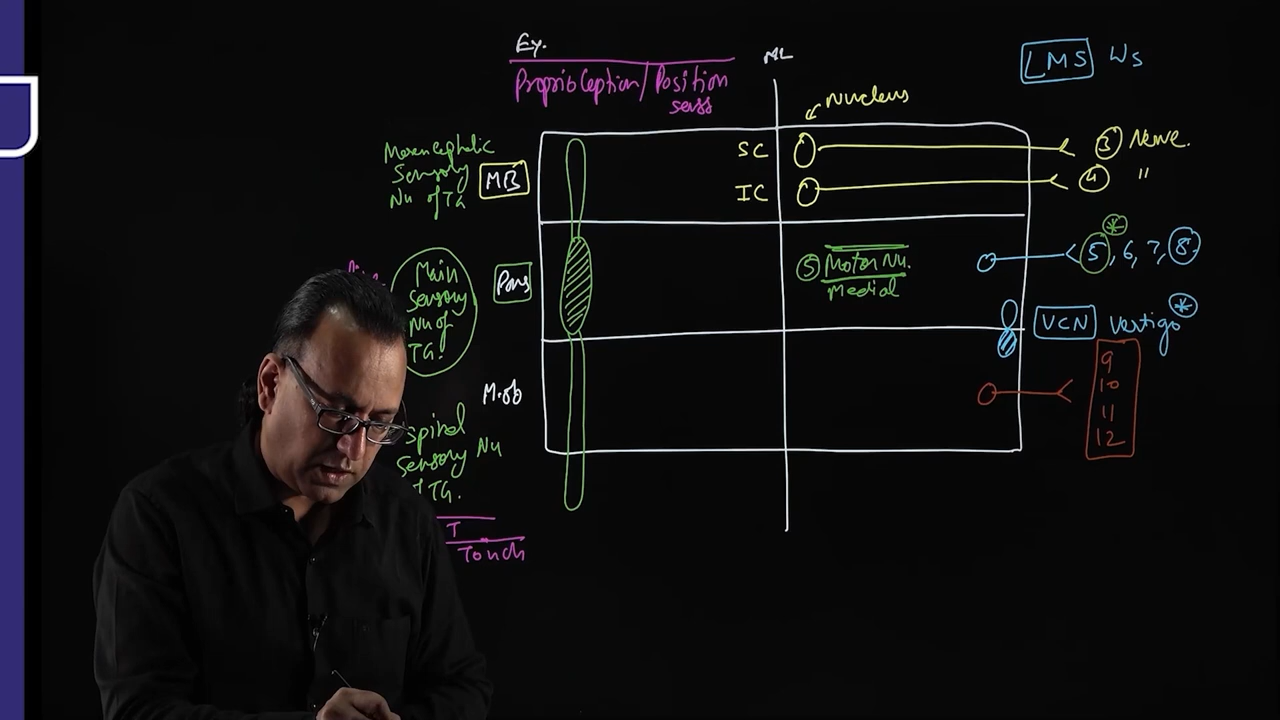 Ey.
Proprioception/Position
sens
ML
LMS Ws
Nucleus
Mesencephalic
Sensory
Nu of TG
MB
SC
IC
3 Nerve.
4 "
Main
Sensory
Nu of
TG.
Pons
5 Motor Nu.
Medial
5, 6, 7, 8
VCN Vertigo
M.ob
9
10
11
12
Spinal
Sensory Nu
TG.
T
Touch